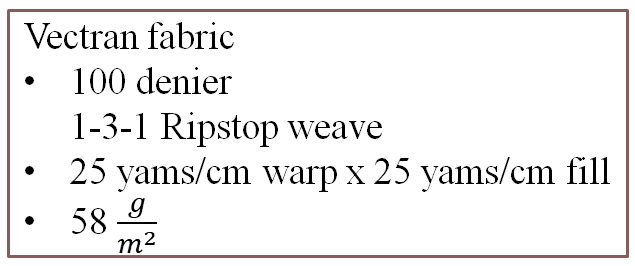 Vectran fabric
• 100 denier
1-3-1 Ripstop weave
• 25 yams/cm warp x 25 yams/cm fill
• 58 g/m²